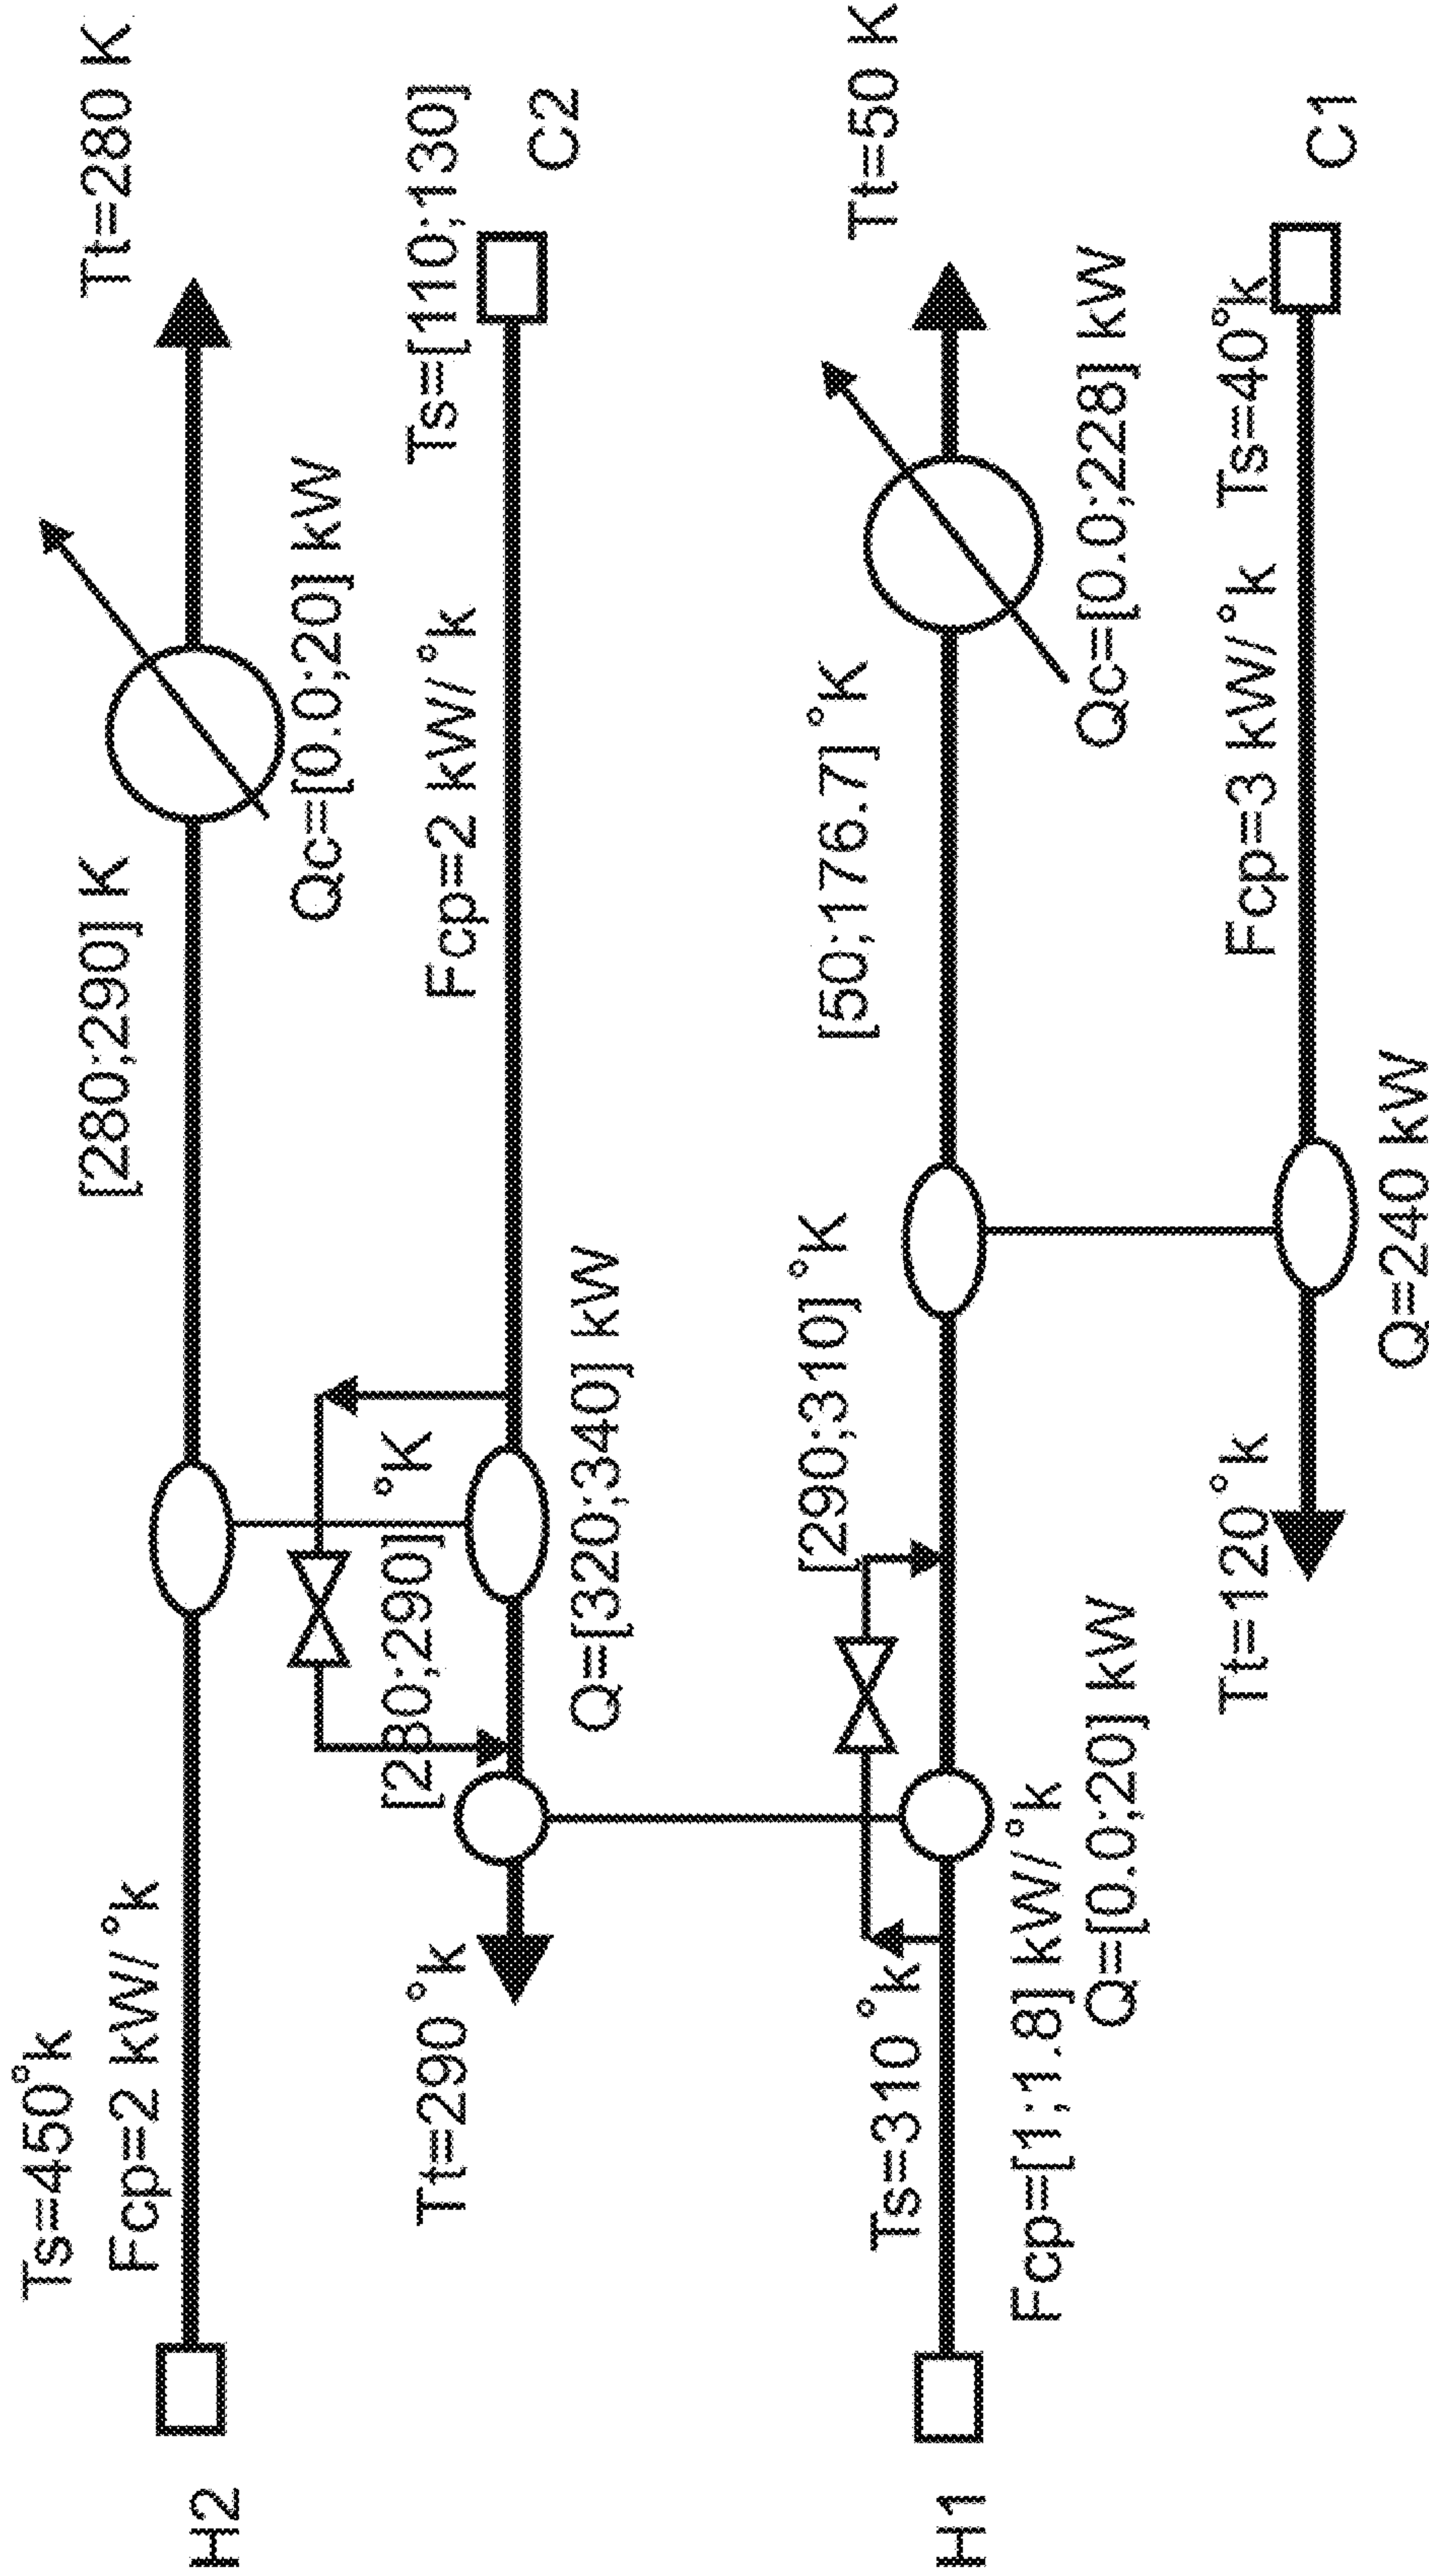 Ts=450°k
Fcp=2 kW/°k
[280;290] K
Tt=280 K
H2
Qc=[0.0;20] kW
Tt=290 °k
[280;290] °K
Fcp=2 kW/°k
Ts=[110;130]
C2
Q=[320;340] kW
Ts=310 °k
[290;310] °K
[50;176.7] °K
Tt=50 K
H1
Fcp=[1;1.8] kW/°k
Q=[0.0;20] kW
Qc=[0.0;228] kW
Tt=120 °k
Fcp=3 kW/°k
Ts=40°k
C1
Q=240 kW